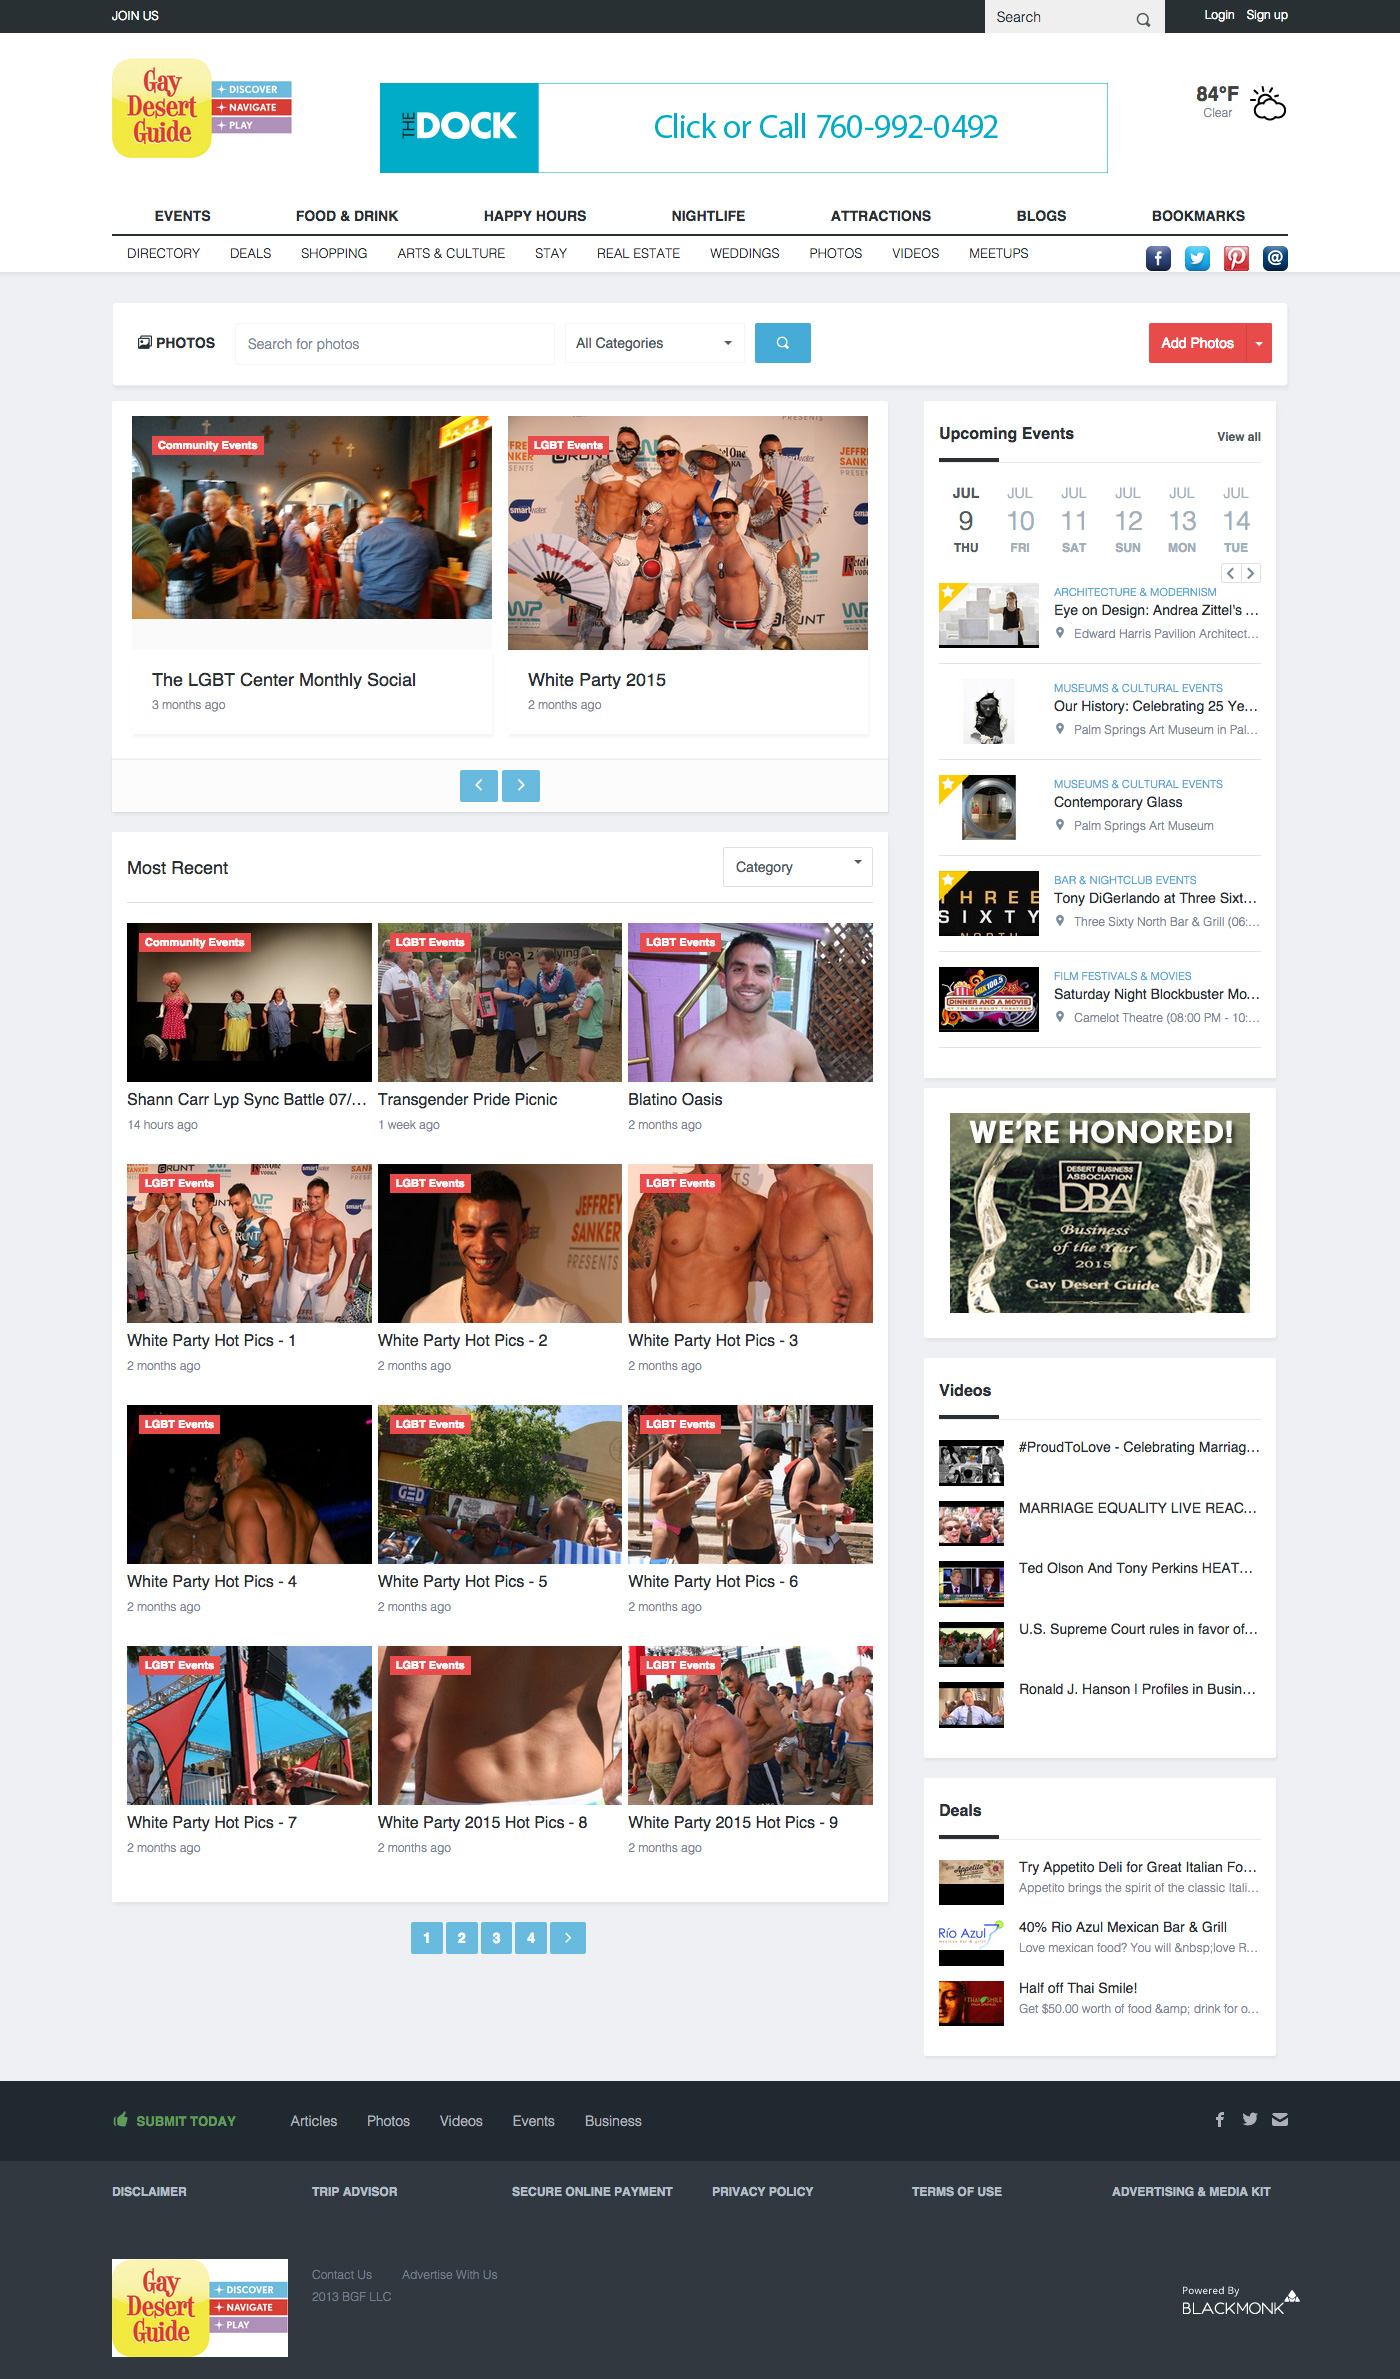 JOIN US
Search
Login Sign up
Gay
Desert
Guide
DISCOVER
NAVIGATE
PLAY
THE DOCK
Click or Call 760-992-0492
84°F
Clear
EVENTS FOOD & DRINK HAPPY HOURS NIGHTLIFE ATTRACTIONS BLOGS BOOKMARKS
DIRECTORY DEALS SHOPPING ARTS & CULTURE STAY REAL ESTATE WEDDINGS PHOTOS VIDEOS MEETUPS
PHOTOS
Search for photos
All Categories
Add Photos
Community Events
The LGBT Center Monthly Social
3 months ago
LGBT Events
White Party 2015
2 months ago
Most Recent
Category
Community Events
Shann Carr Lyp Sync Battle 07/...
14 hours ago
LGBT Events
Transgender Pride Picnic
1 week ago
LGBT Events
Blatino Oasis
2 months ago
LGBT Events
White Party Hot Pics - 1
2 months ago
LGBT Events
JEFFREY
SANKER
PRESENTS
White Party Hot Pics - 2
2 months ago
LGBT Events
White Party Hot Pics - 3
2 months ago
LGBT Events
White Party Hot Pics - 4
2 months ago
LGBT Events
GED
White Party Hot Pics - 5
2 months ago
LGBT Events
White Party Hot Pics - 6
2 months ago
LGBT Events
White Party Hot Pics - 7
2 months ago
LGBT Events
White Party 2015 Hot Pics - 8
2 months ago
LGBT Events
White Party 2015 Hot Pics - 9
2 months ago
1 2 3 4
Upcoming Events
View all
JUL JUL JUL JUL JUL JUL
9 10 11 12 13 14
THU FRI SAT SUN MON TUE
ARCHITECTURE & MODERNISM
Eye on Design: Andrea Zittel's ...
Edward Harris Pavilion Architect...
MUSEUMS & CULTURAL EVENTS
Our History: Celebrating 25 Ye...
Palm Springs Art Museum in Pal...
MUSEUMS & CULTURAL EVENTS
Contemporary Glass
Palm Springs Art Museum
THREE
SIXTY
NORTH
BAR & NIGHTCLUB EVENTS
Tony DiGerlando at Three Sixt...
Three Sixty North Bar & Grill (06:...
MIX 100.5
DINNER AND A MOVIE
FILM FESTIVALS & MOVIES
Saturday Night Blockbuster Mo...
Camelot Theatre (08:00 PM - 10:...
WE'RE HONORED!
DESERT BUSINESS
ASSOCIATION
DBA
Business
of the Year
2015
Gay Desert Guide
Videos
#ProudToLove - Celebrating Marriag...
MARRIAGE EQUALITY LIVE REAC...
Ted Olson And Tony Perkins HEAT...
U.S. Supreme Court rules in favor of...
Ronald J. Hanson | Profiles in Busin...
Deals
Appetito
Try Appetito Deli for Great Italian Fo...
Appetito brings the spirit of the classic Itali...
Río Azul
40% Rio Azul Mexican Bar & Grill
Love mexican food? You will &nbsp;love R...
THAI SMILE
Half off Thai Smile!
Get $50.00 worth of food &amp; drink for o...
SUBMIT TODAY Articles Photos Videos Events Business
DISCLAIMER TRIP ADVISOR SECURE ONLINE PAYMENT PRIVACY POLICY TERMS OF USE ADVERTISING & MEDIA KIT
Gay
Desert
Guide
DISCOVER
NAVIGATE
PLAY
Contact Us Advertise With Us
2013 BGF LLC
Powered By
BLACKMONK